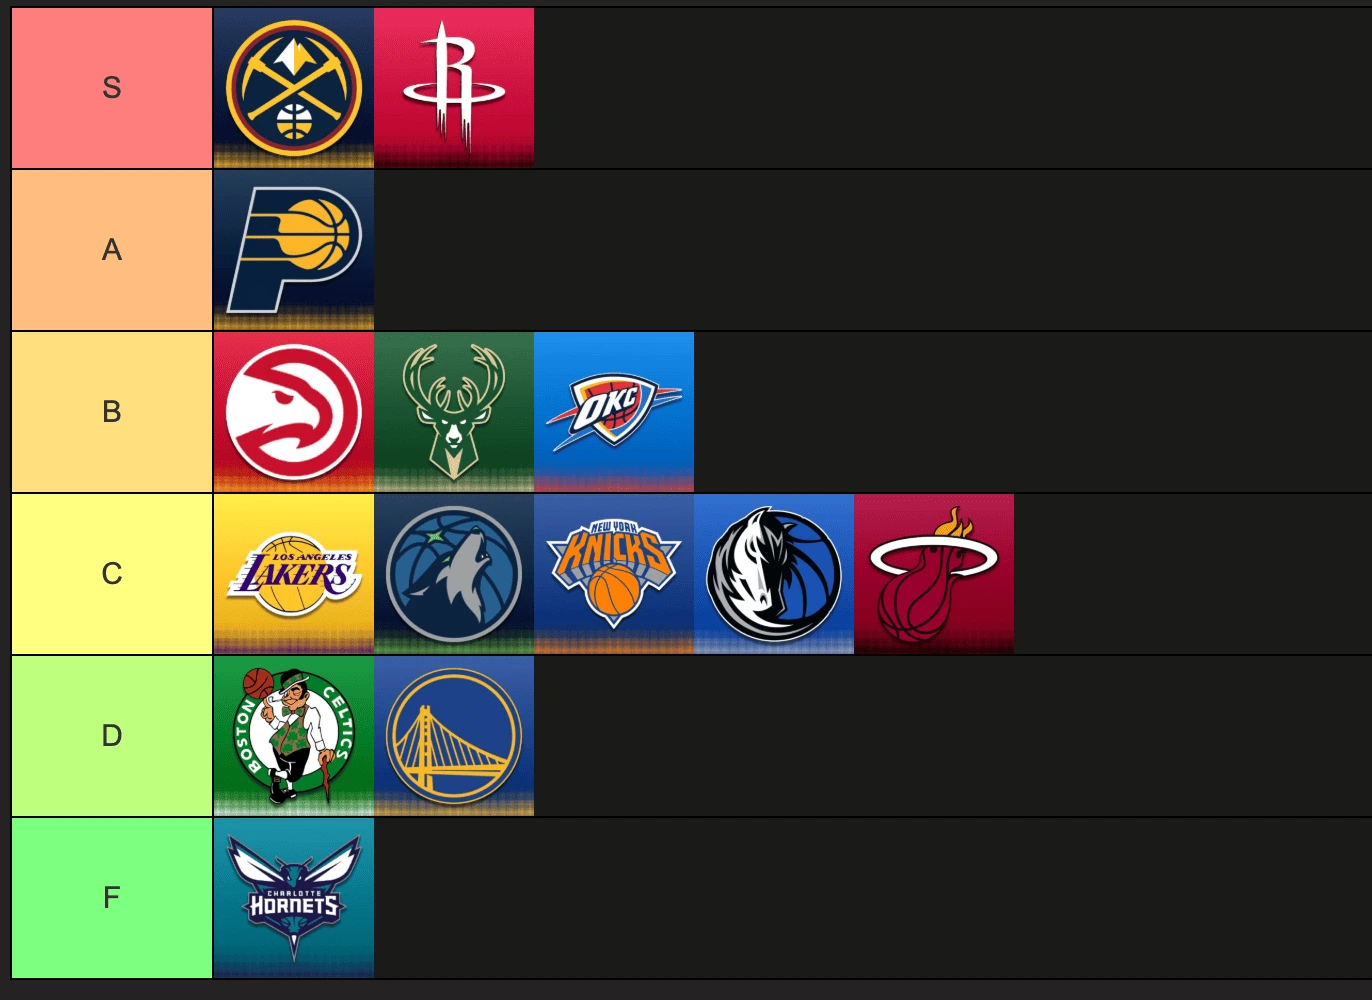 S
R
A
P
B
OKC
C
LOS ANGELES
LAKERS
NEW YORK
KNICKS
D
BOSTON
CELTICS
F
CHARLOTTE
HORNETS